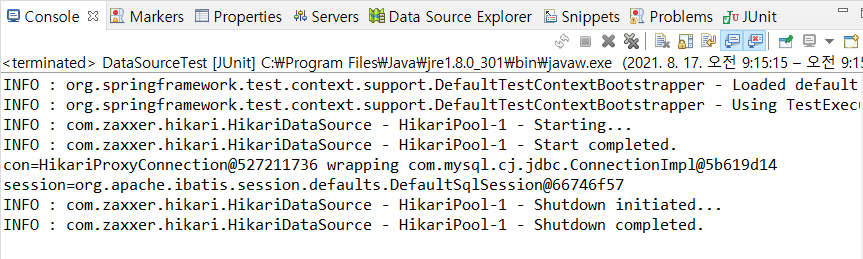 Console Markers Properties Servers Data Source Explorer Snippets Problems JUnit
<terminated> DataSourceTest [JUnit] C:₩Program Files₩Java₩jre1.8.0_301₩bin₩javaw.exe (2021. 8. 17. 오전 9:15:15 – 오전 9:15
INFO : org.springframework.test.context.support.DefaultTestContextBootstrapper - Loaded default
INFO : org.springframework.test.context.support.DefaultTestContextBootstrapper - Using TestExecu
INFO : com.zaxxer.hikari.HikariDataSource - HikariPool-1 - Starting...
INFO : com.zaxxer.hikari.HikariDataSource - HikariPool-1 - Start completed.
con=HikariProxyConnection@527211736 wrapping com.mysql.cj.jdbc.ConnectionImpl@5b619d14
session=org.apache.ibatis.session.defaults.DefaultSqlSession@66746f57
INFO : com.zaxxer.hikari.HikariDataSource - HikariPool-1 - Shutdown initiated...
INFO : com.zaxxer.hikari.HikariDataSource - HikariPool-1 - Shutdown completed.